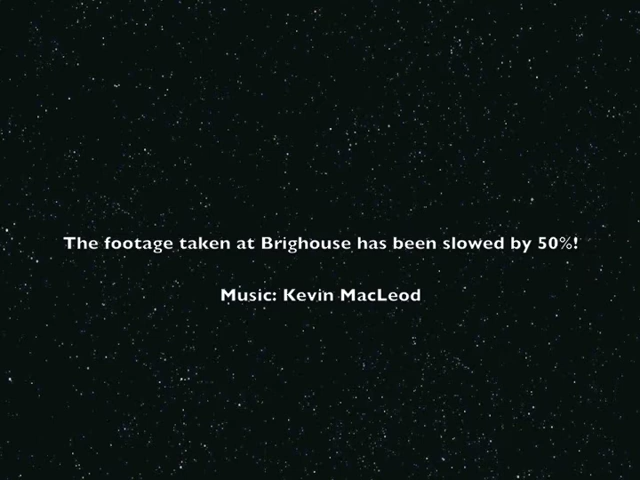 The footage taken at Brighouse has been slowed by 50%!
Music: Kevin MacLeod